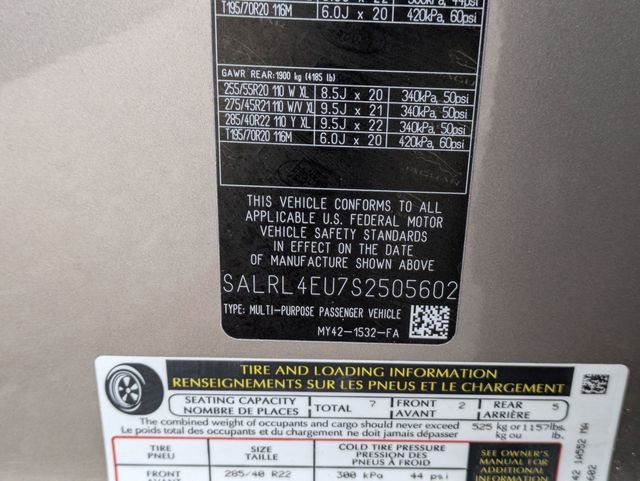 T195/70R20 116M 6.0J x 20 420kPa, 60psi
GAWR REAR: 1900 kg (4185 lb)
255/55R20 110 W XL 8.5J x 20 340kPa, 50psi
275/45R21 110 W/V XL 9.5J x 21 340kPa, 50psi
285/40R22 110 Y XL 9.5J x 22 340kPa, 50psi
T195/70R20 116M 6.0J x 20 420kPa, 60psi
THIS VEHICLE CONFORMS TO ALL
APPLICABLE U.S. FEDERAL MOTOR
VEHICLE SAFETY STANDARDS
IN EFFECT ON THE DATE
OF MANUFACTURE SHOWN ABOVE
SALRL4EU7S2505602
TYPE: MULTI-PURPOSE PASSENGER VEHICLE
MY42-1532-FA
TIRE AND LOADING INFORMATION
RENSEIGNEMENTS SUR LES PNEUS ET LE CHARGEMENT
SEATING CAPACITY
NOMBRE DE PLACES
TOTAL 7
FRONT
AVANT 2
REAR
ARRIÈRE 5
The combined weight of occupants and cargo should never exceed 525 kg or 1157lbs.
Le poids total des occupants et du chargement ne doit jamais dépasser kg ou lb.
TIRE
PNEU
SIZE
TAILLE
COLD TIRE PRESSURE
PRESSION DES
PNEUS À FROID
SEE OWNER'S
MANUAL FOR
ADDITIONAL
INFORMATION
FRONT
AVANT
285/40 R22 300 kPa 44 psi
42 1A552 MA